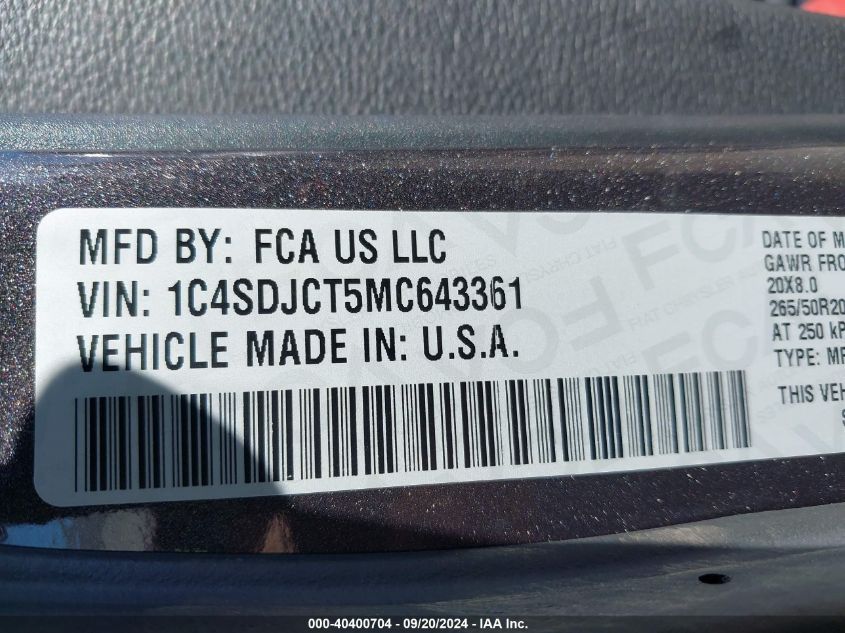 MFD BY: FCA US LLC
VIN: 1C4SDJCT5MC643361
VEHICLE MADE IN: U.S.A.
DATE OF M
GAWR FRO
20X8.0
265/50R20
AT 250 kP
TYPE: MP
THIS VEH
S
000-40400704 - 09/20/2024 - IAA Inc.